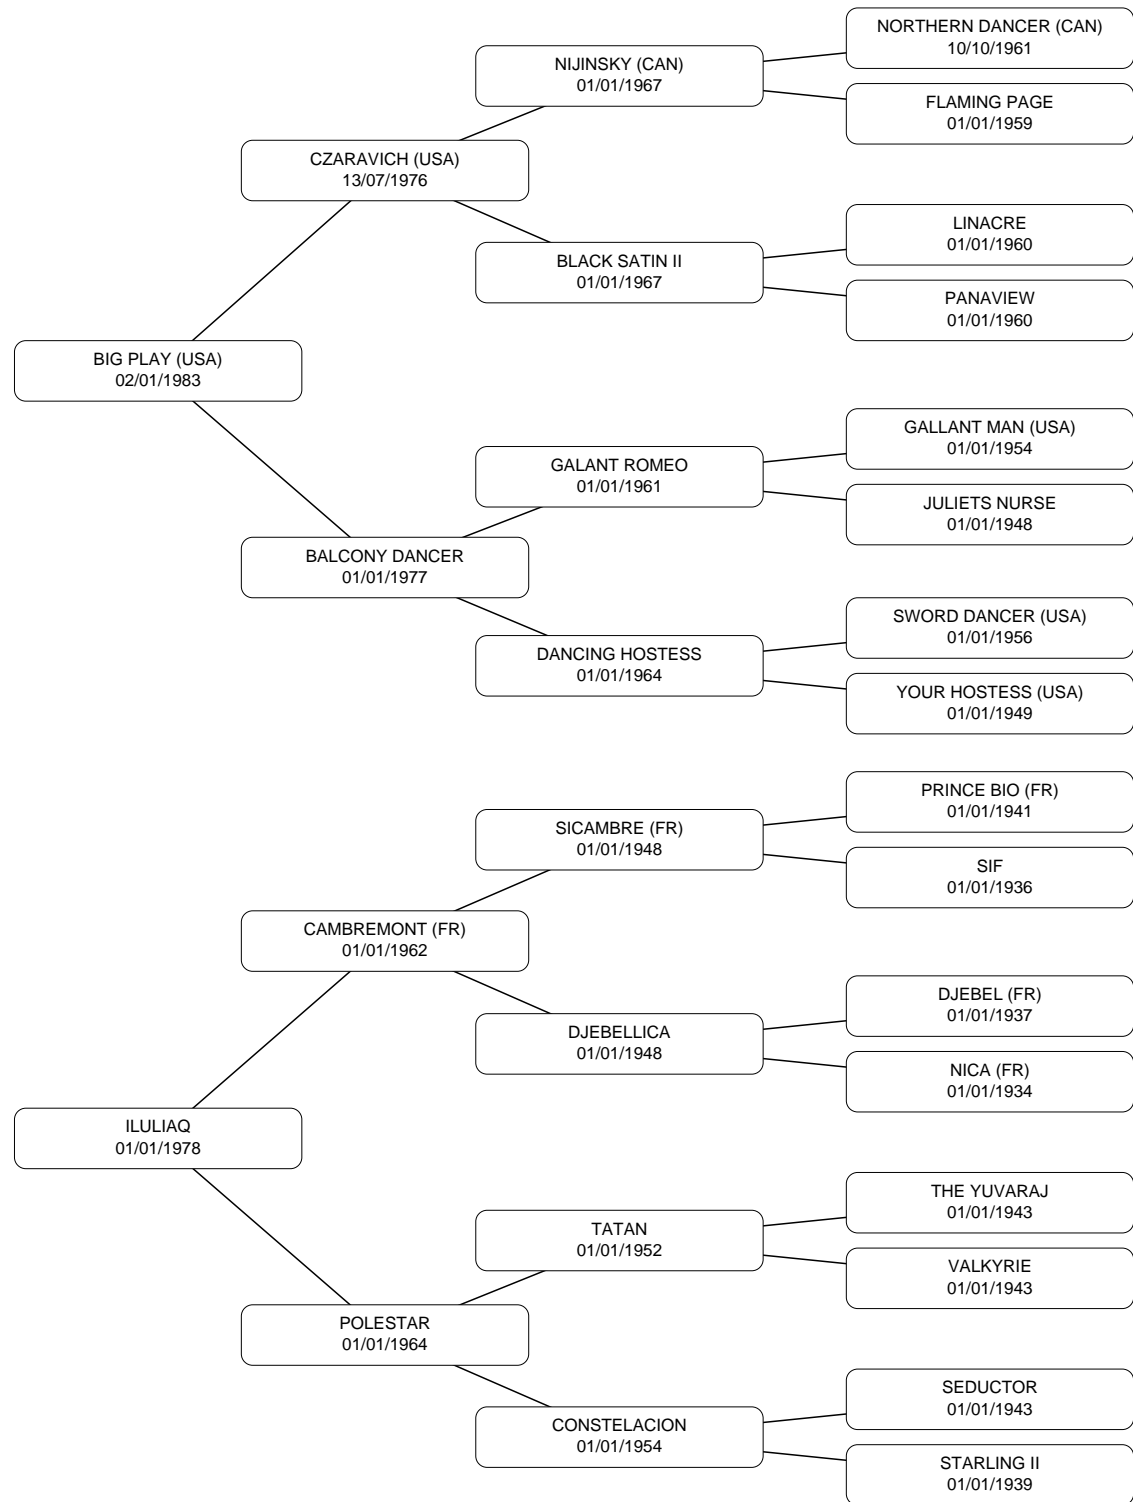 NORTHERN DANCER (CAN)
10/10/1961
NIJINSKY (CAN)
01/01/1967
FLAMING PAGE
01/01/1959
CZARAVICH (USA)
13/07/1976
LINACRE
01/01/1960
BLACK SATIN II
01/01/1967
PANAVIEW
01/01/1960
BIG PLAY (USA)
02/01/1983
GALLANT MAN (USA)
01/01/1954
GALANT ROMEO
01/01/1961
JULIETS NURSE
01/01/1948
BALCONY DANCER
01/01/1977
SWORD DANCER (USA)
01/01/1956
DANCING HOSTESS
01/01/1964
YOUR HOSTESS (USA)
01/01/1949
PRINCE BIO (FR)
01/01/1941
SICAMBRE (FR)
01/01/1948
SIF
01/01/1936
CAMBREMONT (FR)
01/01/1962
DJEBEL (FR)
01/01/1937
DJEBELLICA
01/01/1948
NICA (FR)
01/01/1934
ILULIAQ
01/01/1978
THE YUVARAJ
01/01/1943
TATAN
01/01/1952
VALKYRIE
01/01/1943
POLESTAR
01/01/1964
SEDUCTOR
01/01/1943
CONSTELACION
01/01/1954
STARLING II
01/01/1939